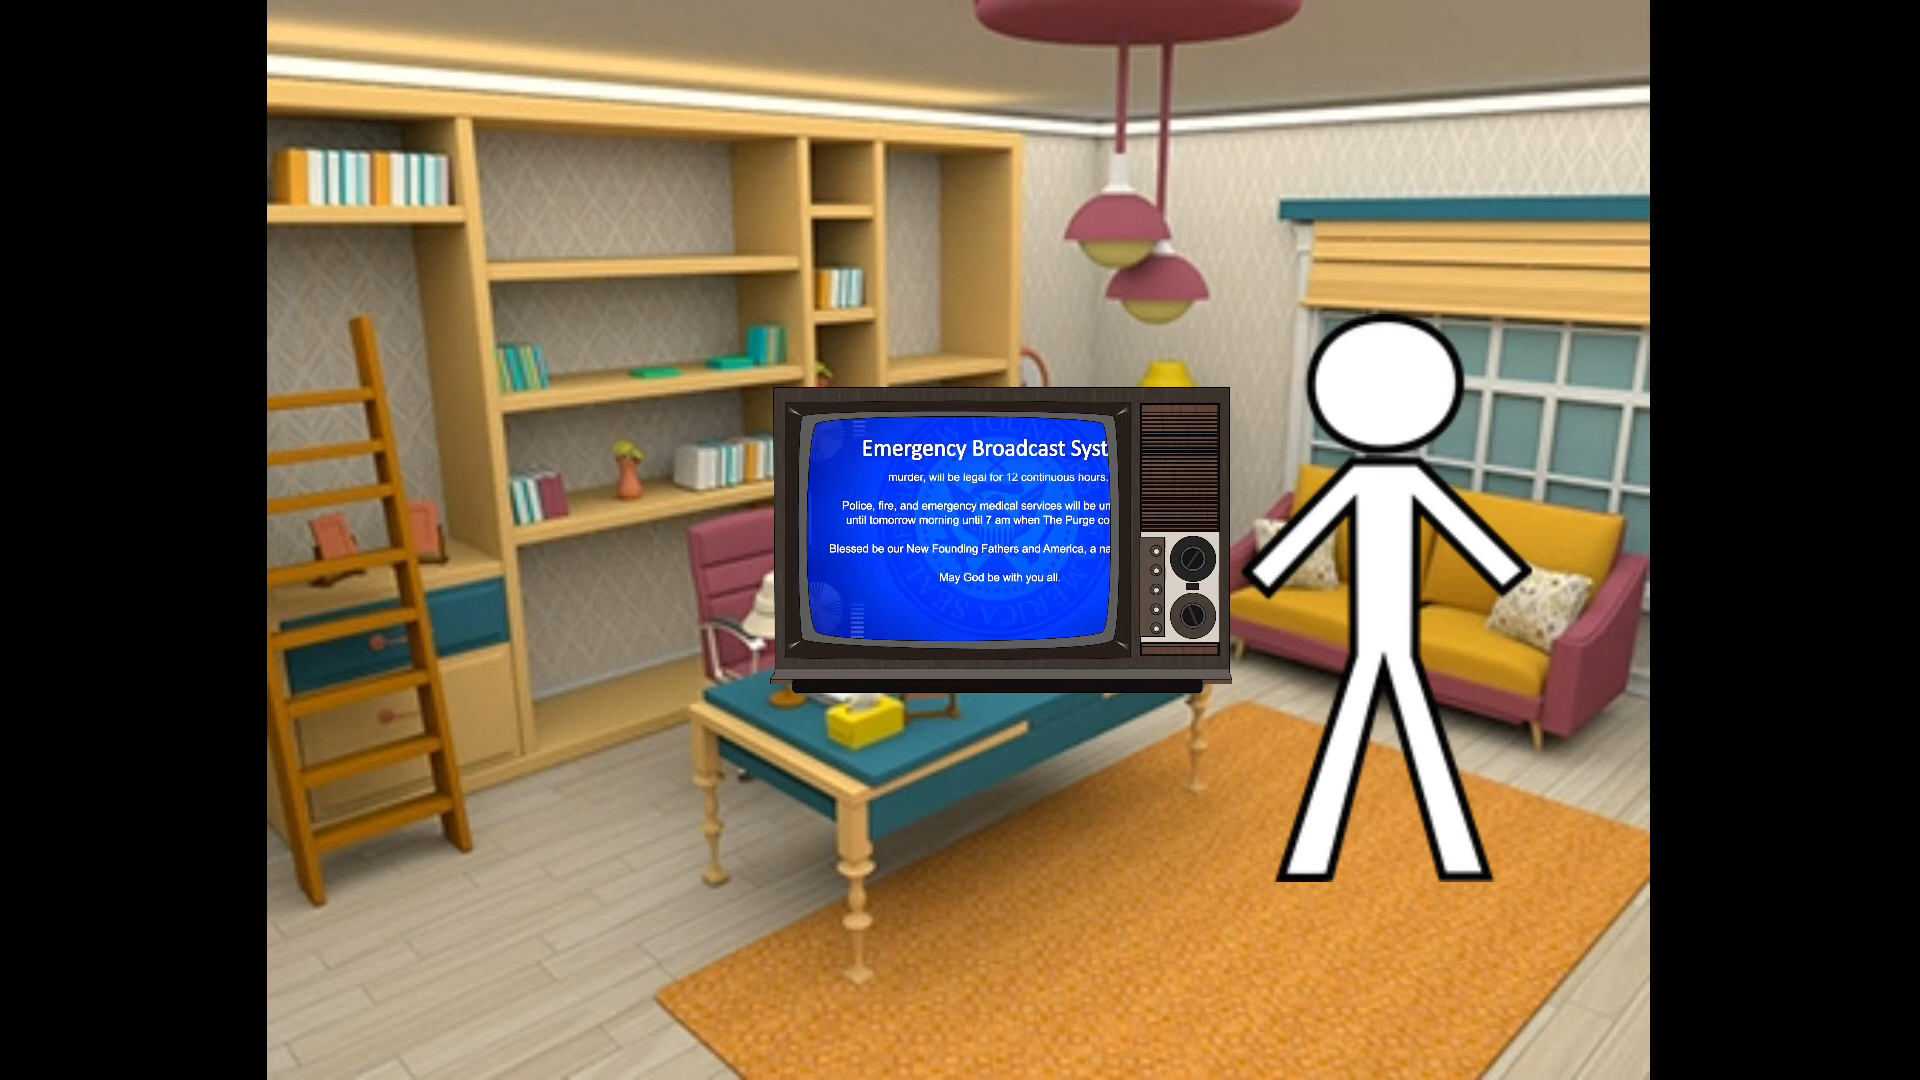 Emergency Broadcast Syst
murder, will be legal for 12 continuous hours.
Police, fire, and emergency medical services will be un
until tomorrow morning until 7 am when The Purge co
Blessed be our New Founding Fathers and America, a na
May God be with you all.